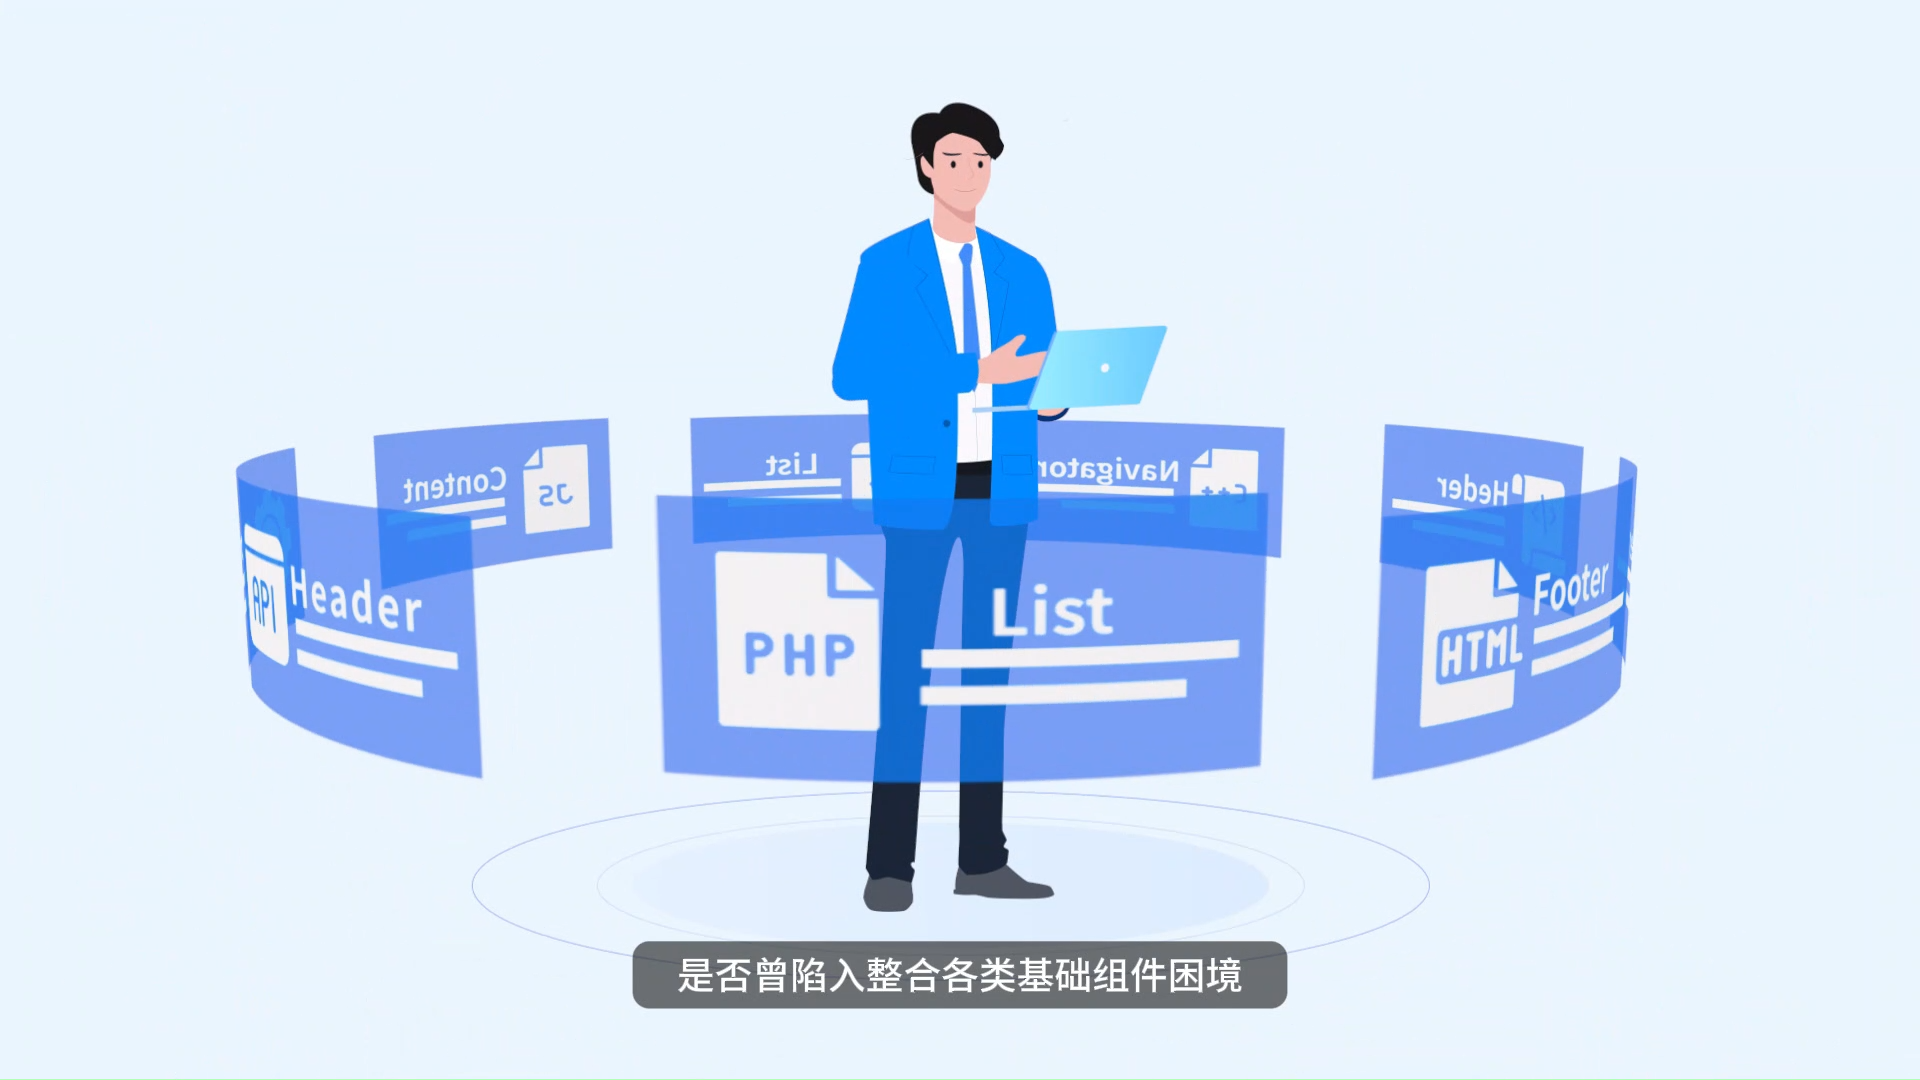 Content
JS
List
Navigator
C++
Heder
</>
API
Header
PHP
List
HTML
Footer
是否曾陷入整合各类基础组件困境